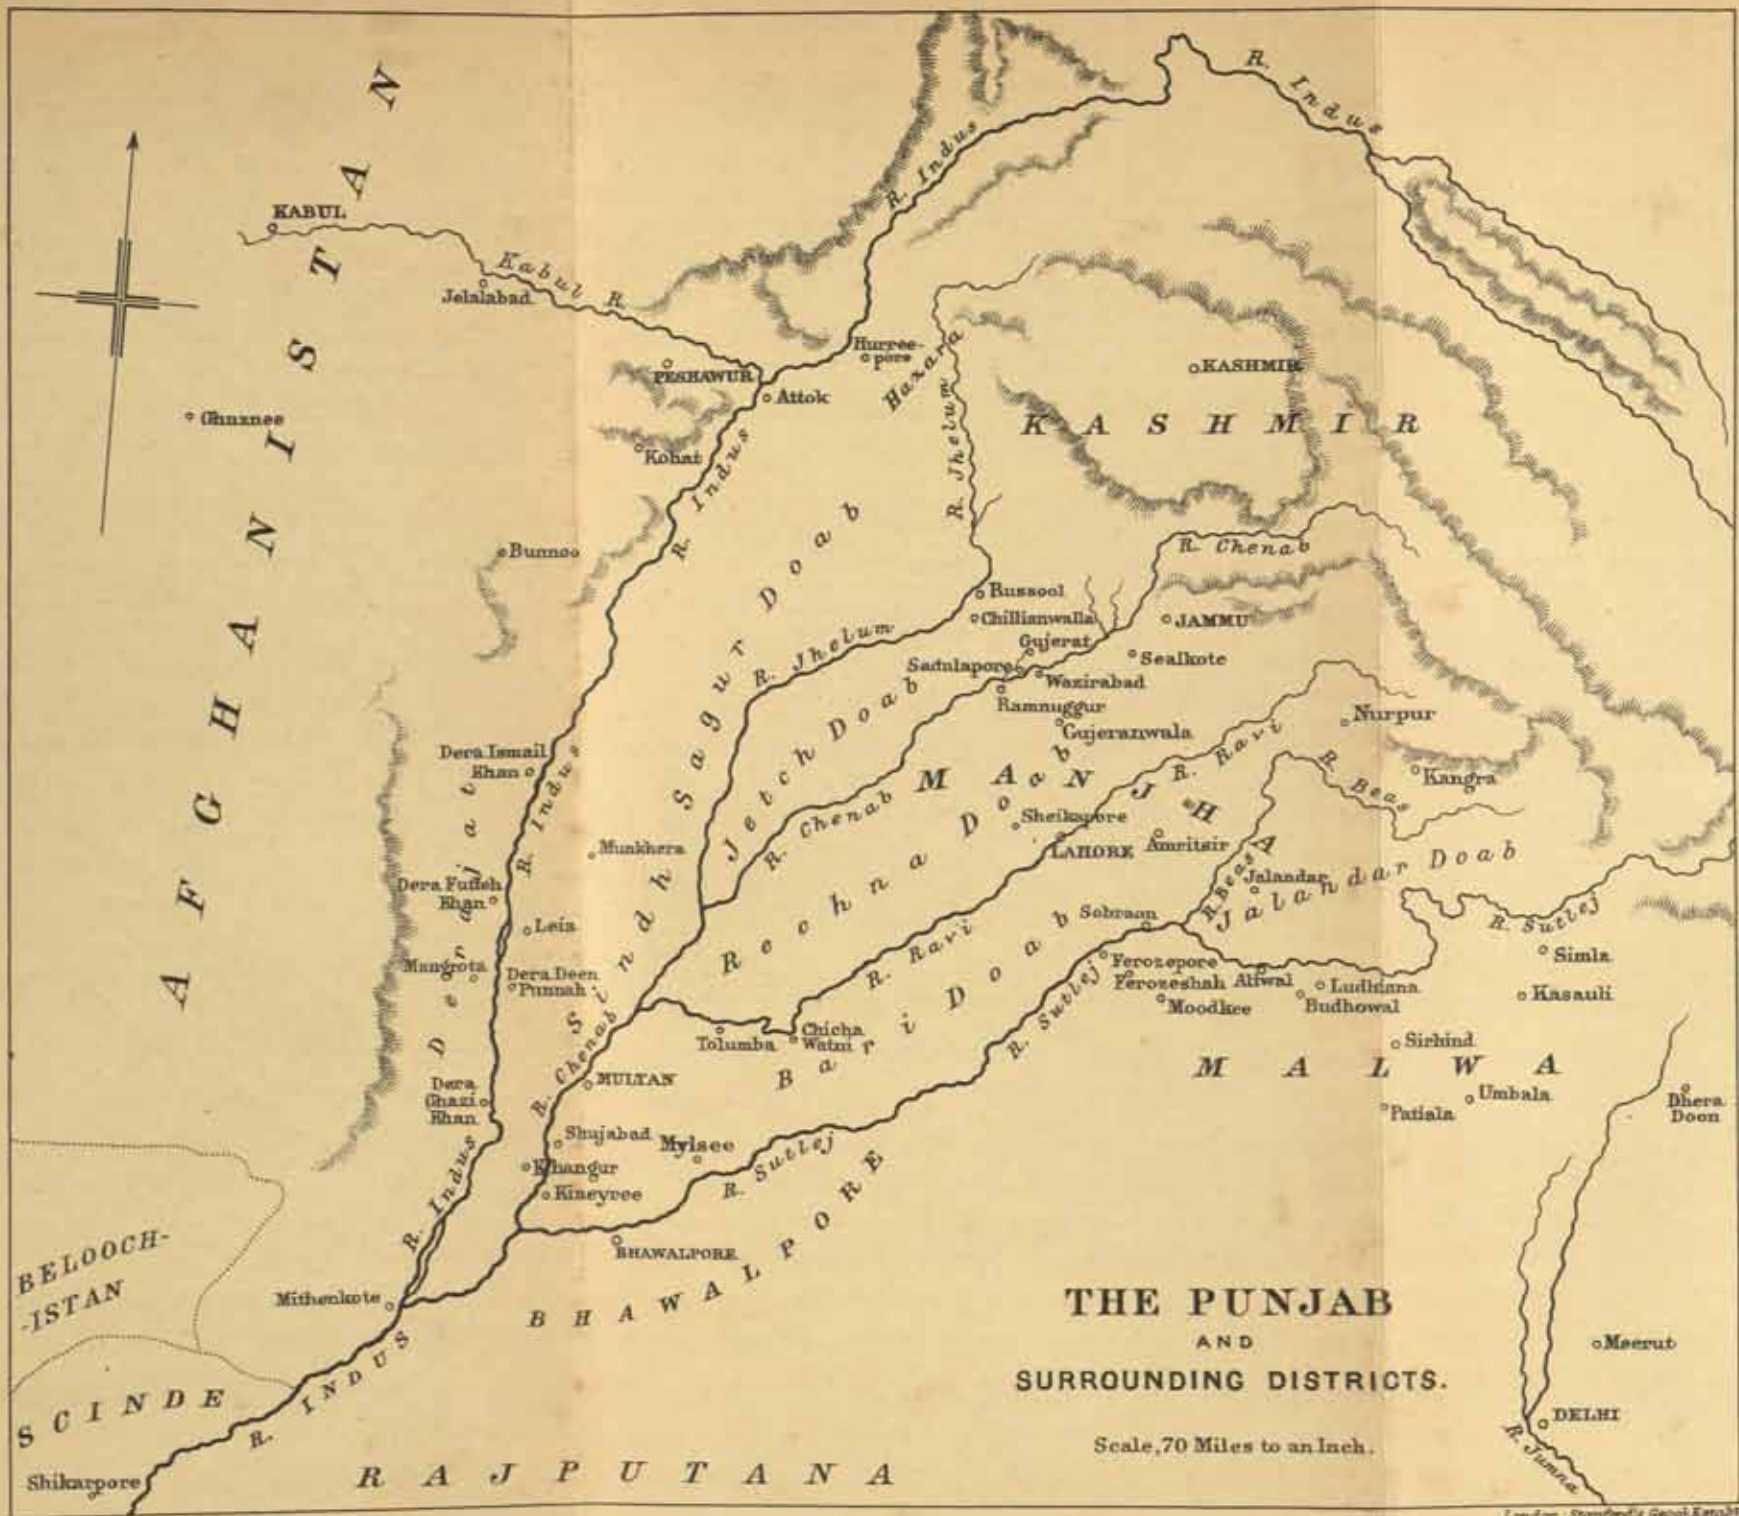 R. Indus
AFGHANISTAN
KABUL
Kabul R.
Jelalabad
R. Indus
Hurree-
pore
Hazara
PESHAWUR
Attok
KASHMIR
KASHMIR
Ghuznee
Kohat
R. Indus
R. Jhelum
Bunnoo
R. Chenab
Sindh Sagur Doab
Russool
Chillianwalla
JAMMU
Gujerat
R. Jhelum
Sadulapore
Sealkote
Wazirabad
Ramnuggur
Jetch Doab
Gujeranwala
Nurpur
Dera Ismail
Khan
R. Indus
MANJHA
R. Ravi
R. Beas
Kangra
R. Chenab
Rechna Doab
Sheikapore
LAHORE
Amritsir
Munkhera
Derajat
Dera Futteh
Khan
R. Beas
Jalandar
Jalandar Doab
Leia
Sobraon
R. Sutlej
Mangrota
Dera Deen
Punnah
R. Ravi
Bari Doab
Ferozepore
Ferozeshah
Aliwal
Ludhiana
Simla
Moodkee
Budhowal
Kasauli
R. Chenab
Tolumba
Chicha
Watni
R. Sutlej
Sirhind
MALWA
MULTAN
Dera
Ghazi
Khan
Umbala
Patiala
Dhera
Doon
Shujabad
Mylsee
Khangur
R. Sutlej
Kineyree
R. Indus
BHAWALPORE
BHAWALPORE
BELOOCH-
-ISTAN
Mithenkote
THE PUNJAB
AND
SURROUNDING DISTRICTS.
Scale, 70 Miles to an Inch.
Meerut
DELHI
R. Jumna
SCINDE
R. INDUS
Shikarpore
RAJPUTANA
London: Stanford's Geog.l Estabt.